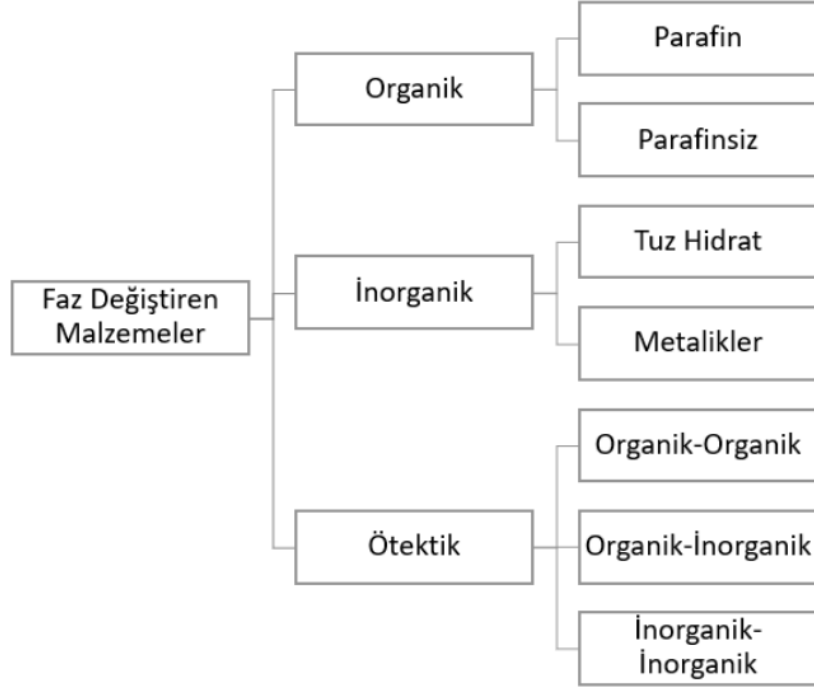 Faz Değiştiren
Malzemeler
Organik
Parafin
Parafinsiz
İnorganik
Tuz Hidrat
Metalikler
Ötektik
Organik-Organik
Organik-İnorganik
İnorganik-
İnorganik